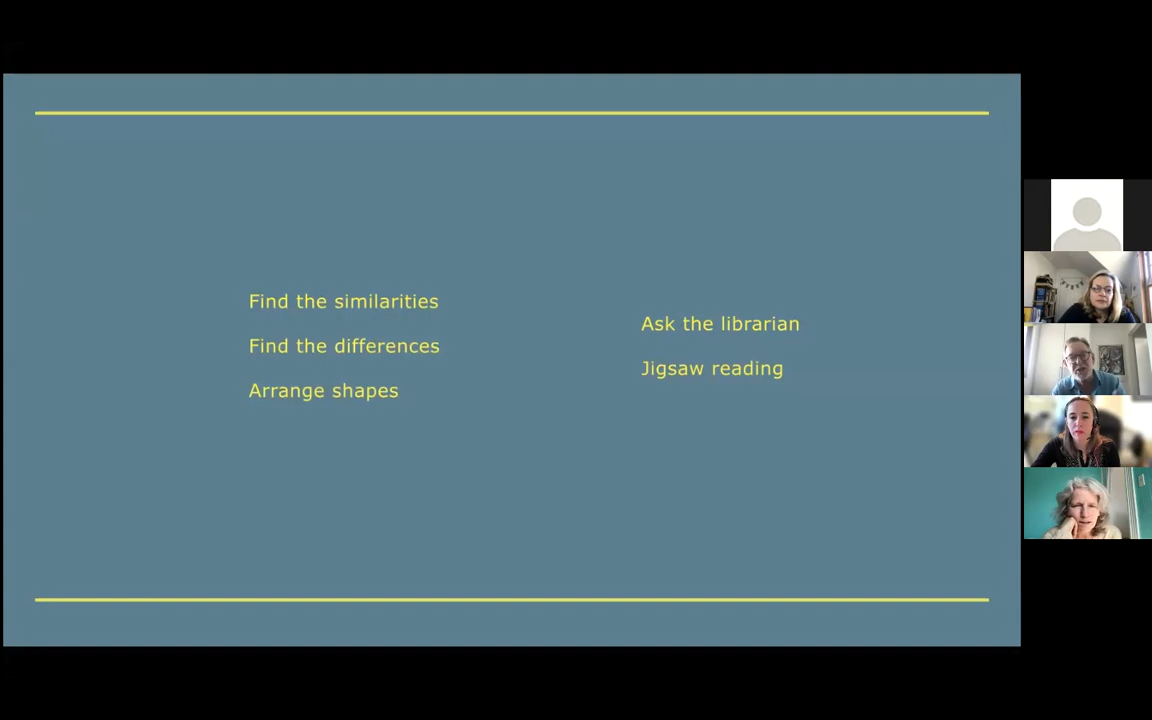 Find the similarities
Find the differences
Arrange shapes
Ask the librarian
Jigsaw reading